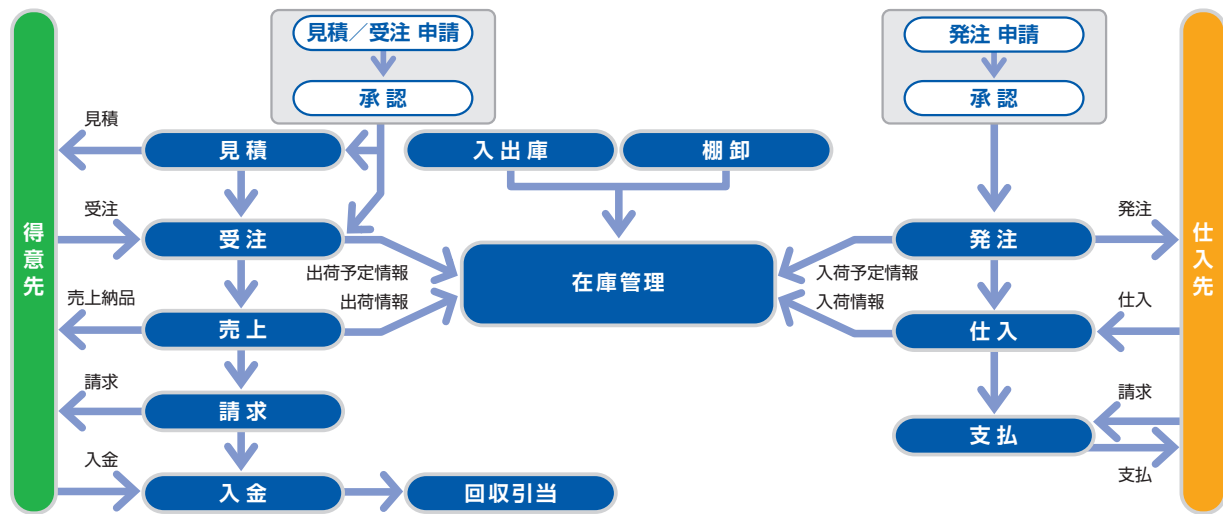 見積／受注 申請
承認
発注 申請
承認
得意先
仕入先
見積
見積
入出庫
棚卸
受注
受注
発注
発注
出荷予定情報
出荷情報
在庫管理
入荷予定情報
入荷情報
売上納品
売上
仕入
仕入
請求
請求
請求
支払
支払
入金
入金
回収引当